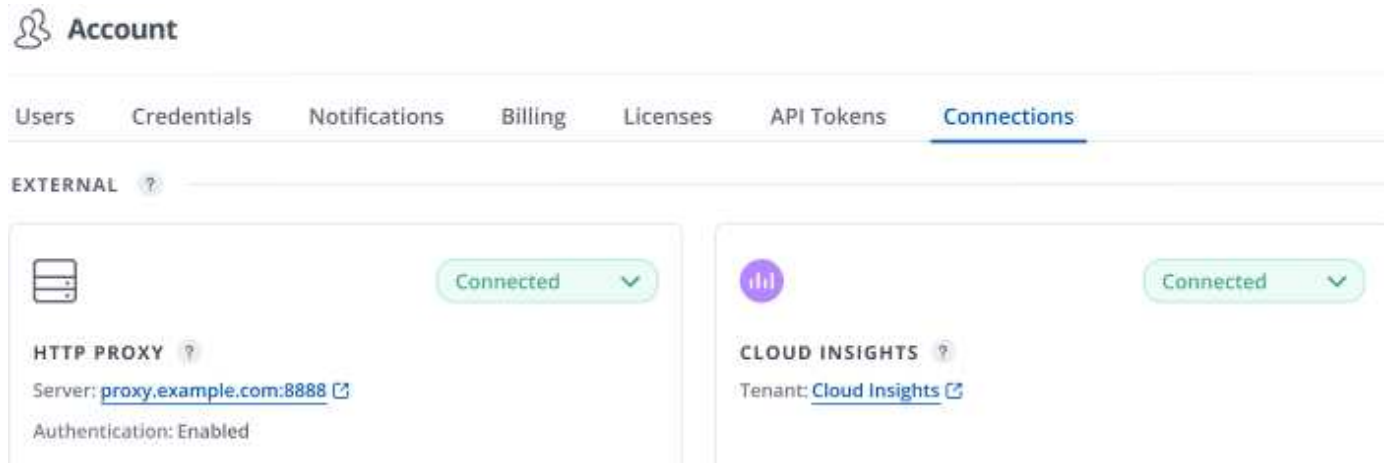 Account
Users Credentials Notifications Billing Licenses API Tokens Connections
EXTERNAL ?
Connected
HTTP PROXY ?
Server: proxy.example.com:8888
Authentication: Enabled
Connected
CLOUD INSIGHTS ?
Tenant: Cloud Insights